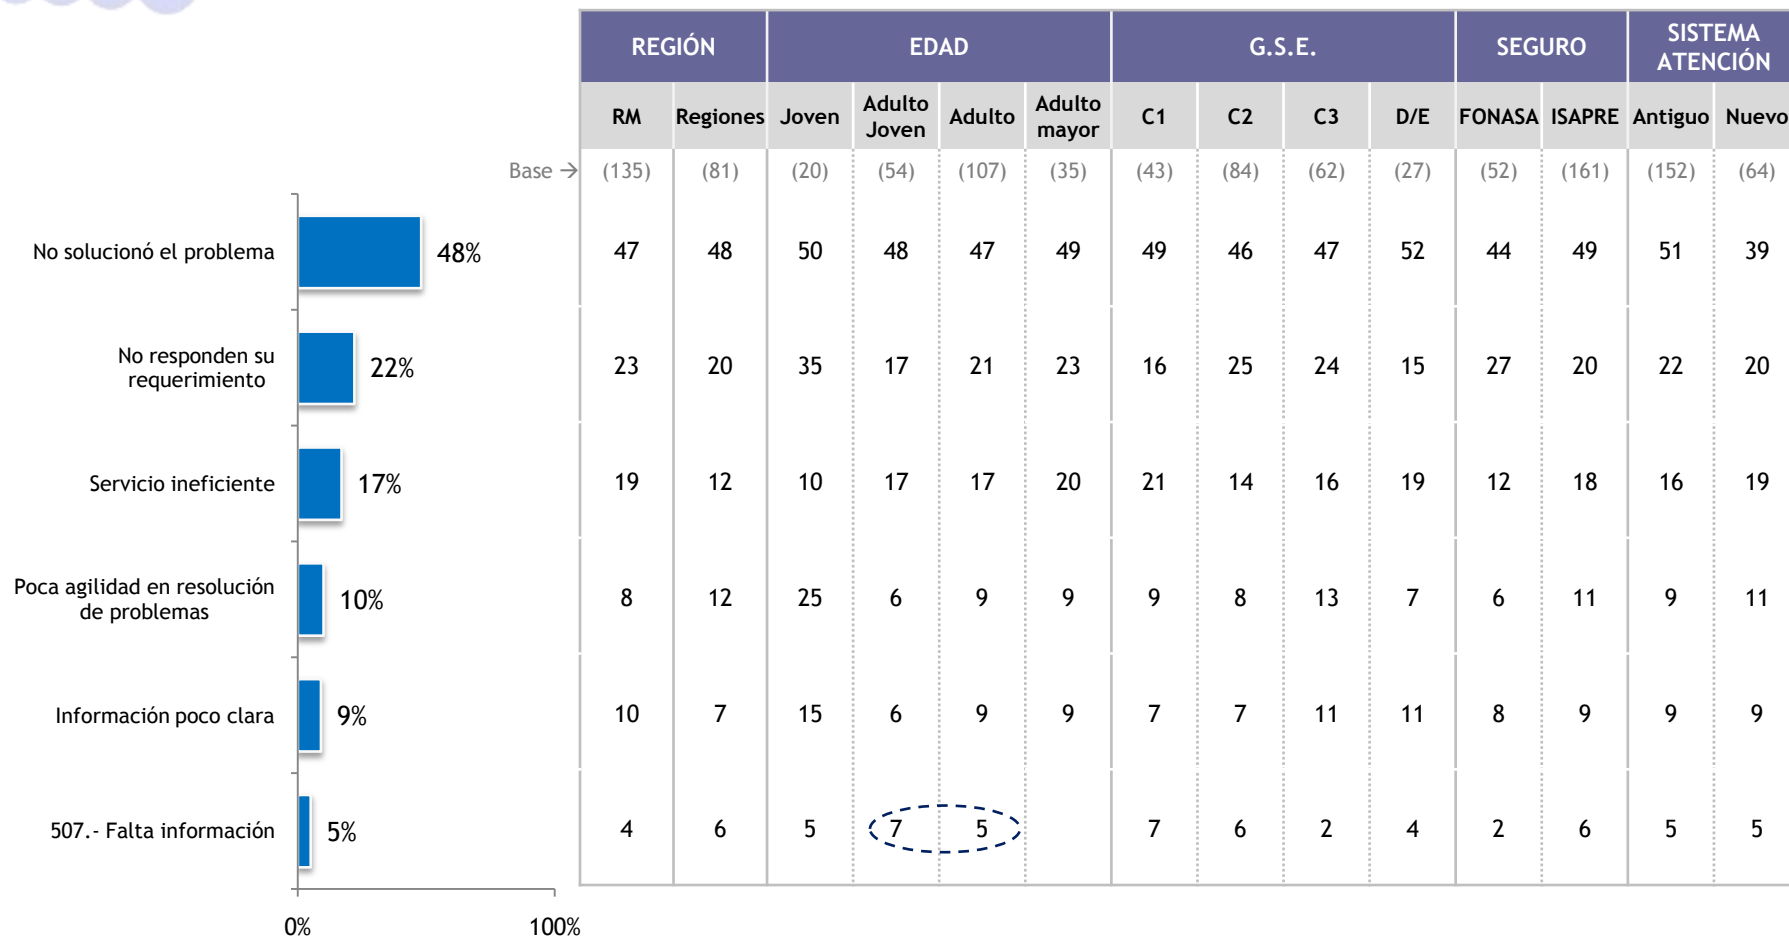 REGIÓN EDAD G.S.E. SEGURO SISTEMA
ATENCIÓN
RM Regiones Joven Adulto
Joven Adulto Adulto
mayor C1 C2 C3 D/E FONASA ISAPRE Antiguo Nuevo
Base → (135) (81) (20) (54) (107) (35) (43) (84) (62) (27) (52) (161) (152) (64)
No solucionó el problema 48% 47 48 50 48 47 49 49 46 47 52 44 49 51 39
No responden su
requerimiento 22% 23 20 35 17 21 23 16 25 24 15 27 20 22 20
Servicio ineficiente 17% 19 12 10 17 17 20 21 14 16 19 12 18 16 19
Poca agilidad en resolución
de problemas 10% 8 12 25 6 9 9 9 8 13 7 6 11 9 11
Información poco clara 9% 10 7 15 6 9 9 7 7 11 11 8 9 9 9
507.- Falta información 5% 4 6 5 7 5 7 6 2 4 2 6 5 5
0% 100%